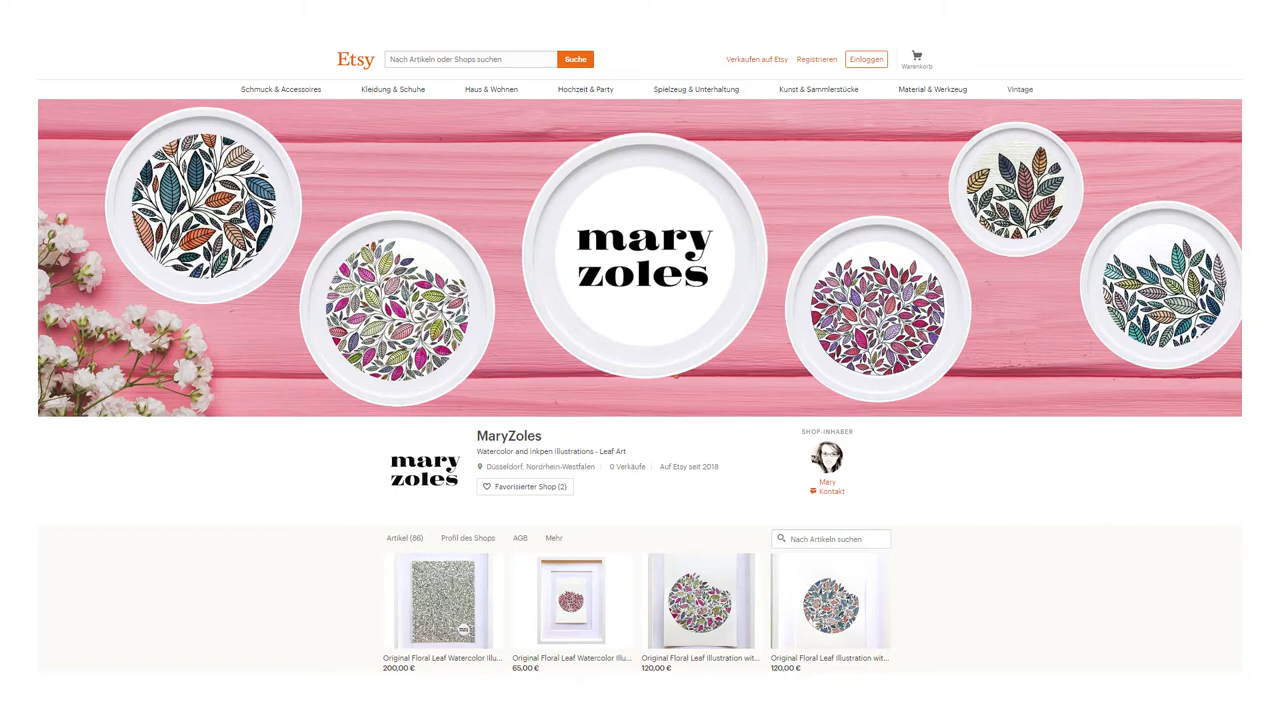 Etsy
Nach Artikeln oder Shops suchen
Suche
Verkaufen auf Etsy
Registrieren
Einloggen
Warenkorb
Schmuck & Accessoires
Kleidung & Schuhe
Haus & Wohnen
Hochzeit & Party
Spielzeug & Unterhaltung
Kunst & Sammlerstücke
Material & Werkzeug
Vintage
mary
zoles
mary
zoles
MaryZoles
Watercolor and Inkpen Illustrations - Leaf Art
Düsseldorf, Nordrhein-Westfalen
0 Verkäufe
Auf Etsy seit 2018
Favorisierter Shop (2)
SHOP-INHABER
Mary
Kontakt
Artikel (86)
Profil des Shops
AGB
Mehr
Nach Artikeln suchen
Original Floral Leaf Watercolor Illu...
200,00 €
Original Floral Leaf Watercolor Illu...
65,00 €
Original Floral Leaf Illustration wit...
120,00 €
Original Floral Leaf Illustration wit...
120,00 €